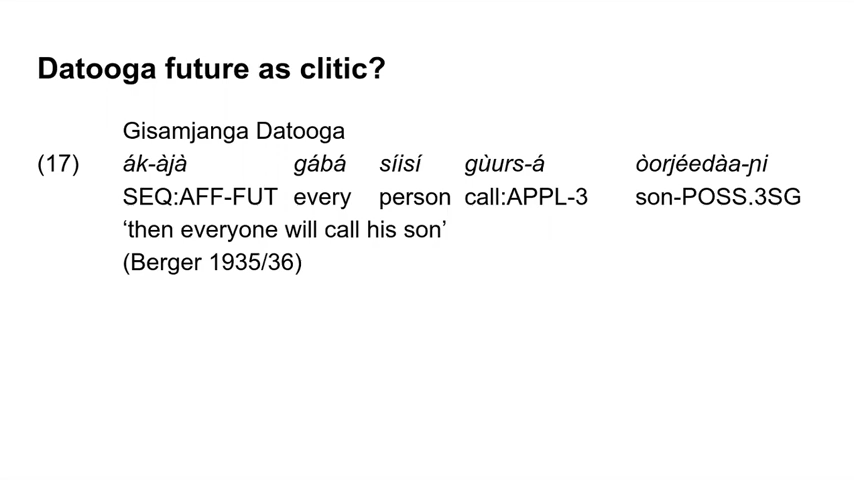 Datooga future as clitic?
Gisamjanga Datooga
(17) ák-àjà gábá síisí gùurs-á òorjéedàa-ɲi
SEQ:AFF-FUT every person call:APPL-3 son-POSS.3SG
‘then everyone will call his son’
(Berger 1935/36)